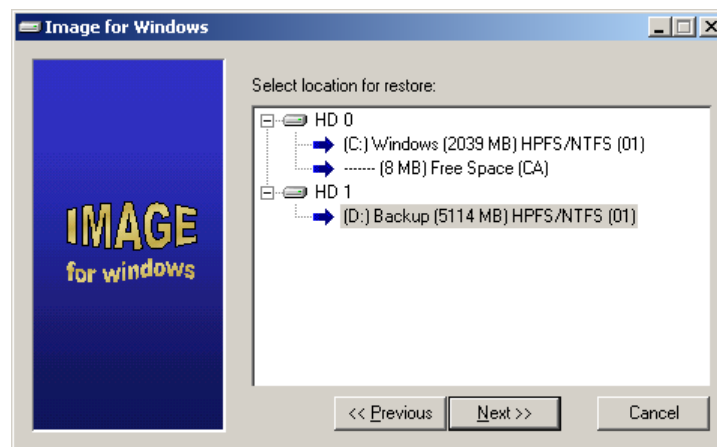 Image for Windows
Select location for restore:
HD 0
(C:) Windows (2039 MB) HPFS/NTFS (01)
------ (8 MB) Free Space (CA)
HD 1
(D:) Backup (5114 MB) HPFS/NTFS (01)
IMAGE
for windows
<< Previous
Next >>
Cancel